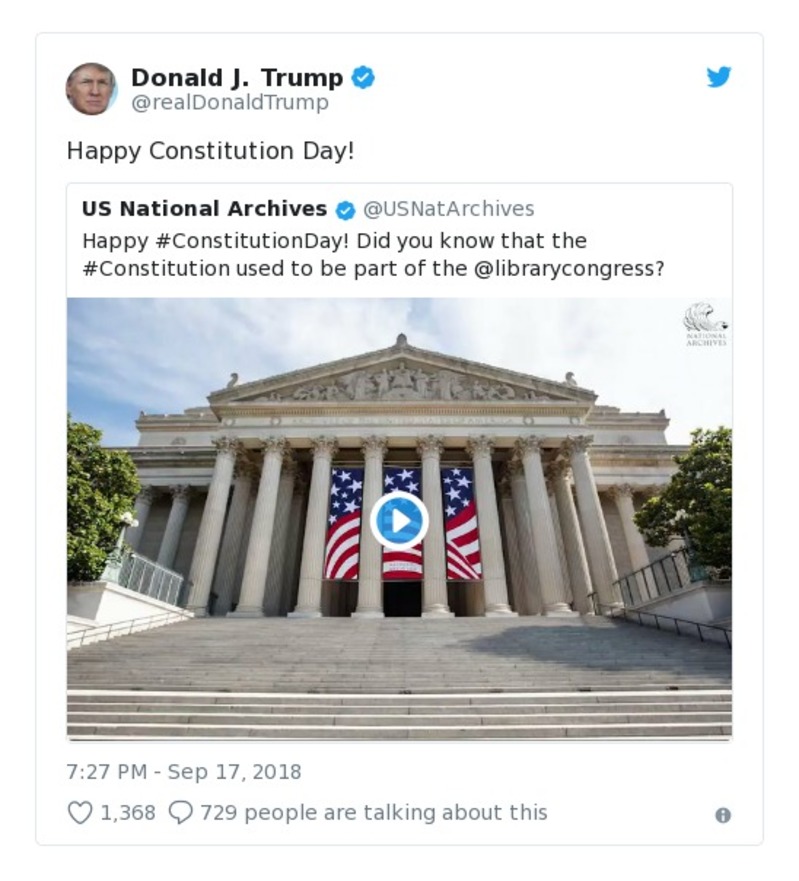 Donald J. Trump
@realDonaldTrump
Happy Constitution Day!
US National Archives @USNatArchives
Happy #ConstitutionDay! Did you know that the
#Constitution used to be part of the @librarycongress?
NATIONAL
ARCHIVES
7:27 PM - Sep 17, 2018
1,368 729 people are talking about this